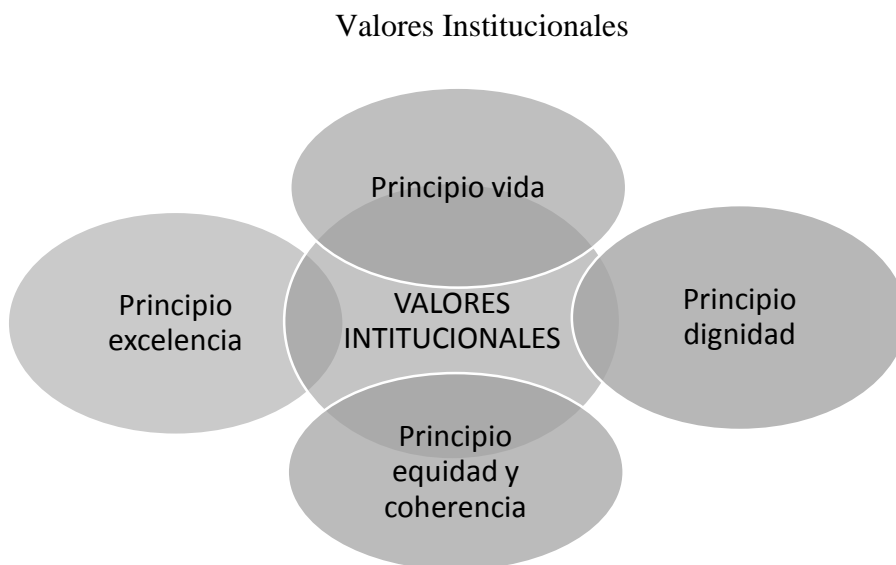 Valores Institucionales
Principio vida
Principio
excelencia
VALORES
INTITUCIONALES
Principio
dignidad
Principio
equidad y
coherencia